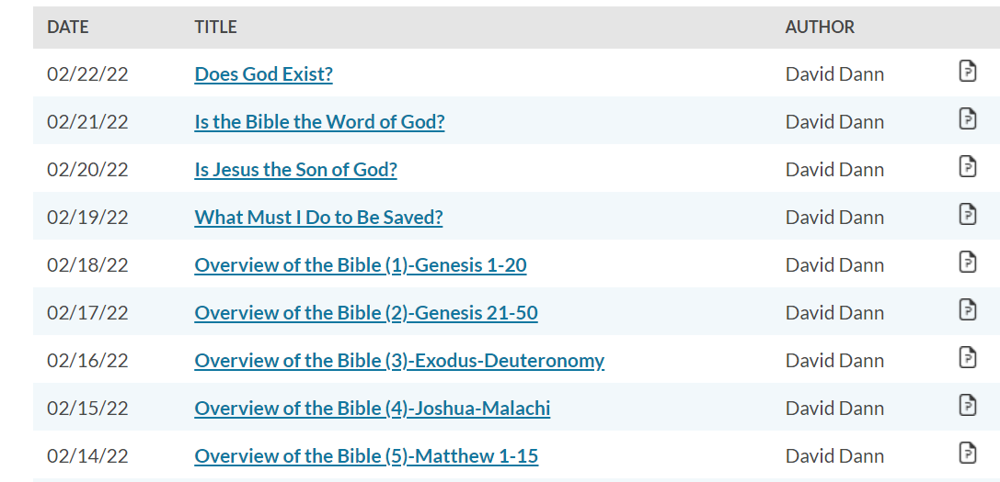 DATE TITLE AUTHOR
02/22/22 Does God Exist? David Dann
02/21/22 Is the Bible the Word of God? David Dann
02/20/22 Is Jesus the Son of God? David Dann
02/19/22 What Must I Do to Be Saved? David Dann
02/18/22 Overview of the Bible (1)-Genesis 1-20 David Dann
02/17/22 Overview of the Bible (2)-Genesis 21-50 David Dann
02/16/22 Overview of the Bible (3)-Exodus-Deuteronomy David Dann
02/15/22 Overview of the Bible (4)-Joshua-Malachi David Dann
02/14/22 Overview of the Bible (5)-Matthew 1-15 David Dann